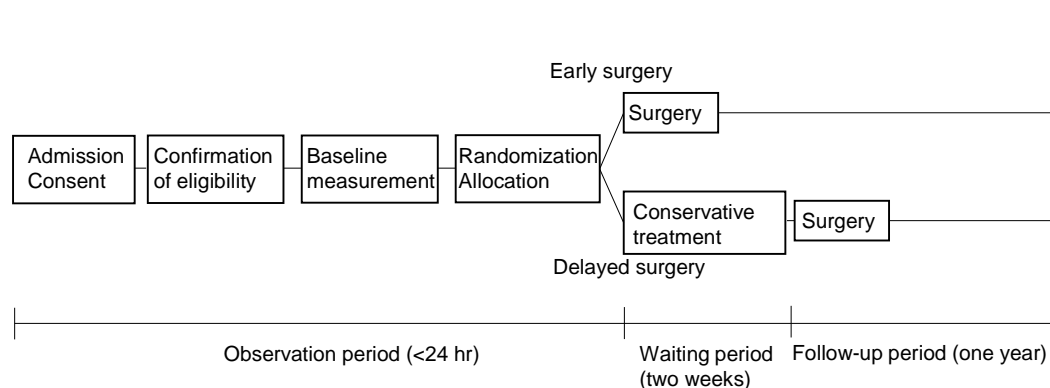 Early surgery
Surgery
Admission
Consent
Confirmation
of eligibility
Baseline
measurement
Randomization
Allocation
Conservative
treatment
Surgery
Delayed surgery
Observation period (<24 hr)
Waiting period
(two weeks)
Follow-up period (one year)